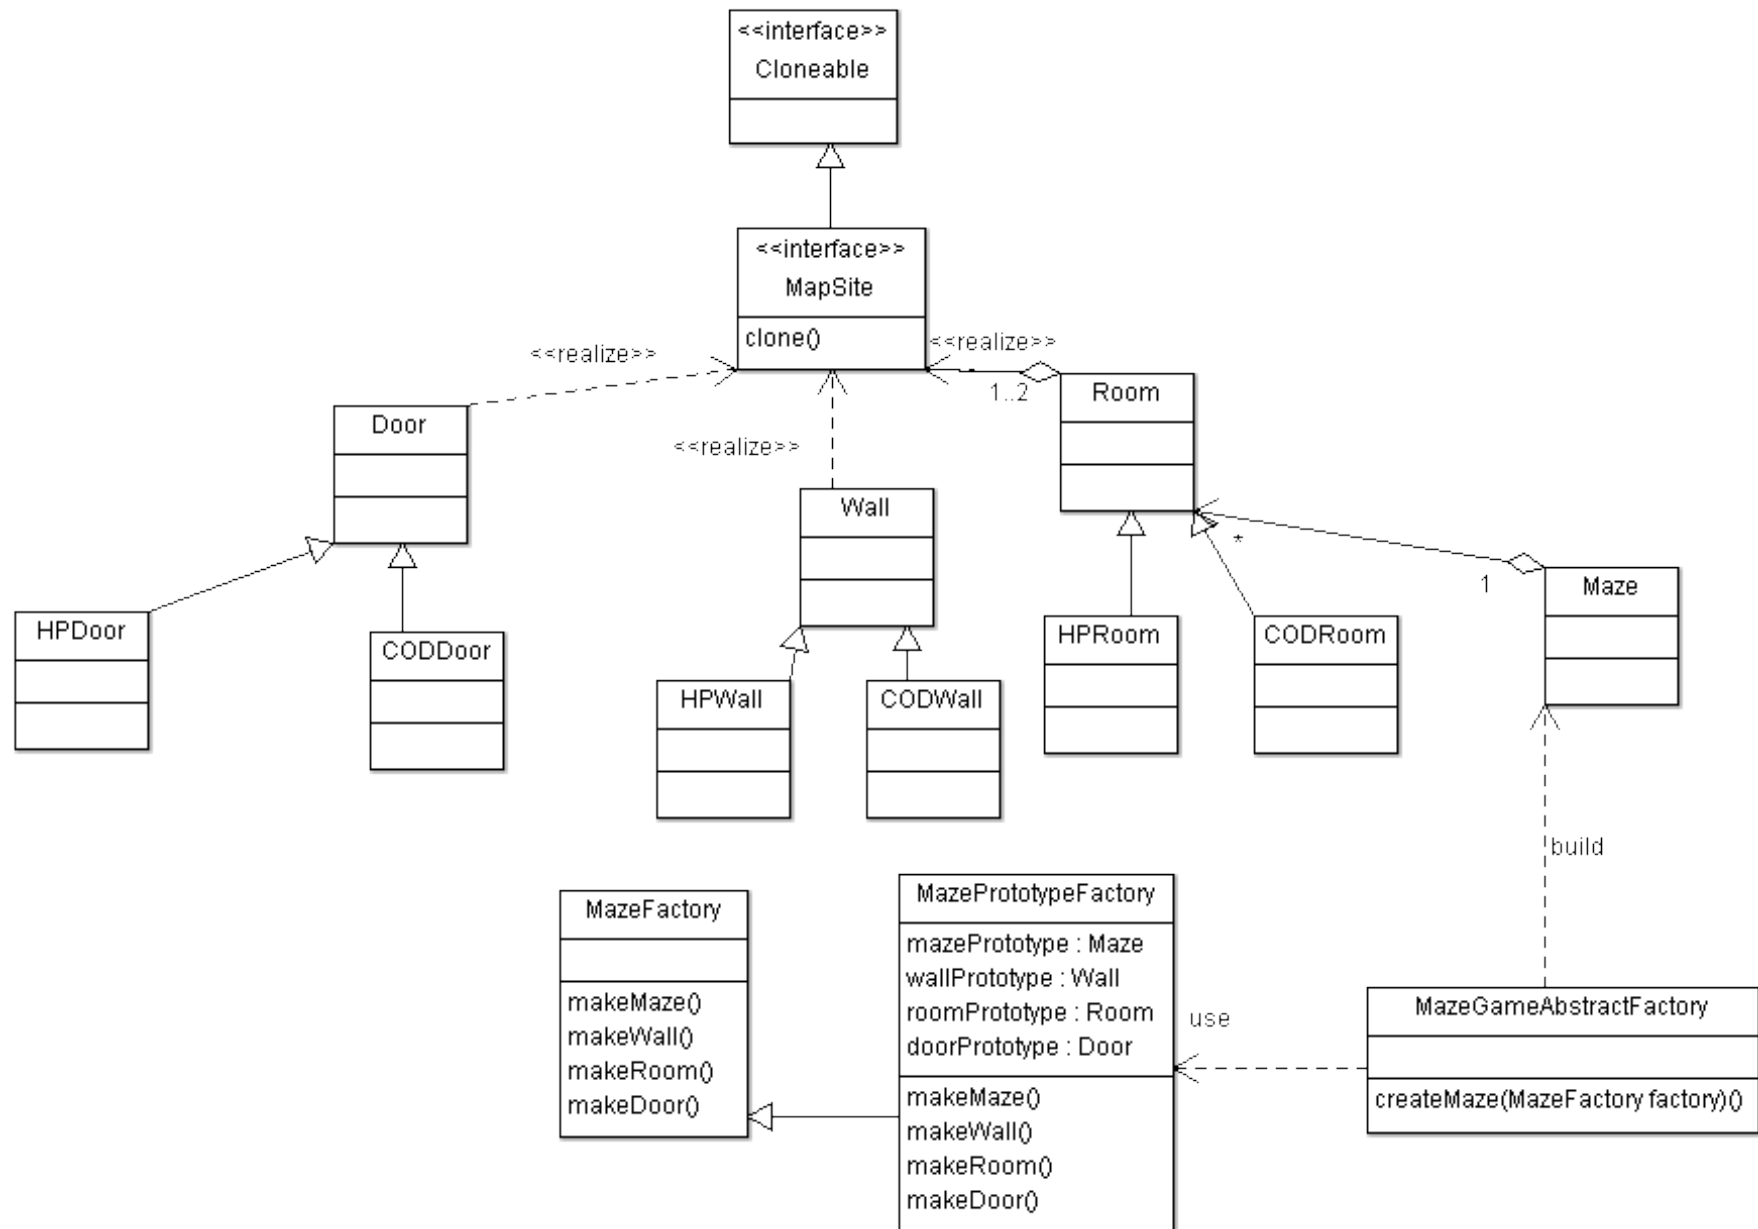 <<interface>>
Cloneable
<<interface>>
MapSite
clone()
<<realize>>
<<realize>>
1..2
Room
Door
<<realize>>
Wall
*
1
Maze
HPDoor
CODDoor
HPWall
CODWall
HPRoom
CODRoom
build
MazeFactory
makeMaze()
makeWall()
makeRoom()
makeDoor()
MazePrototypeFactory
mazePrototype : Maze
wallPrototype : Wall
roomPrototype : Room
doorPrototype : Door
makeMaze()
makeWall()
makeRoom()
makeDoor()
use
MazeGameAbstractFactory
createMaze(MazeFactory factory)()